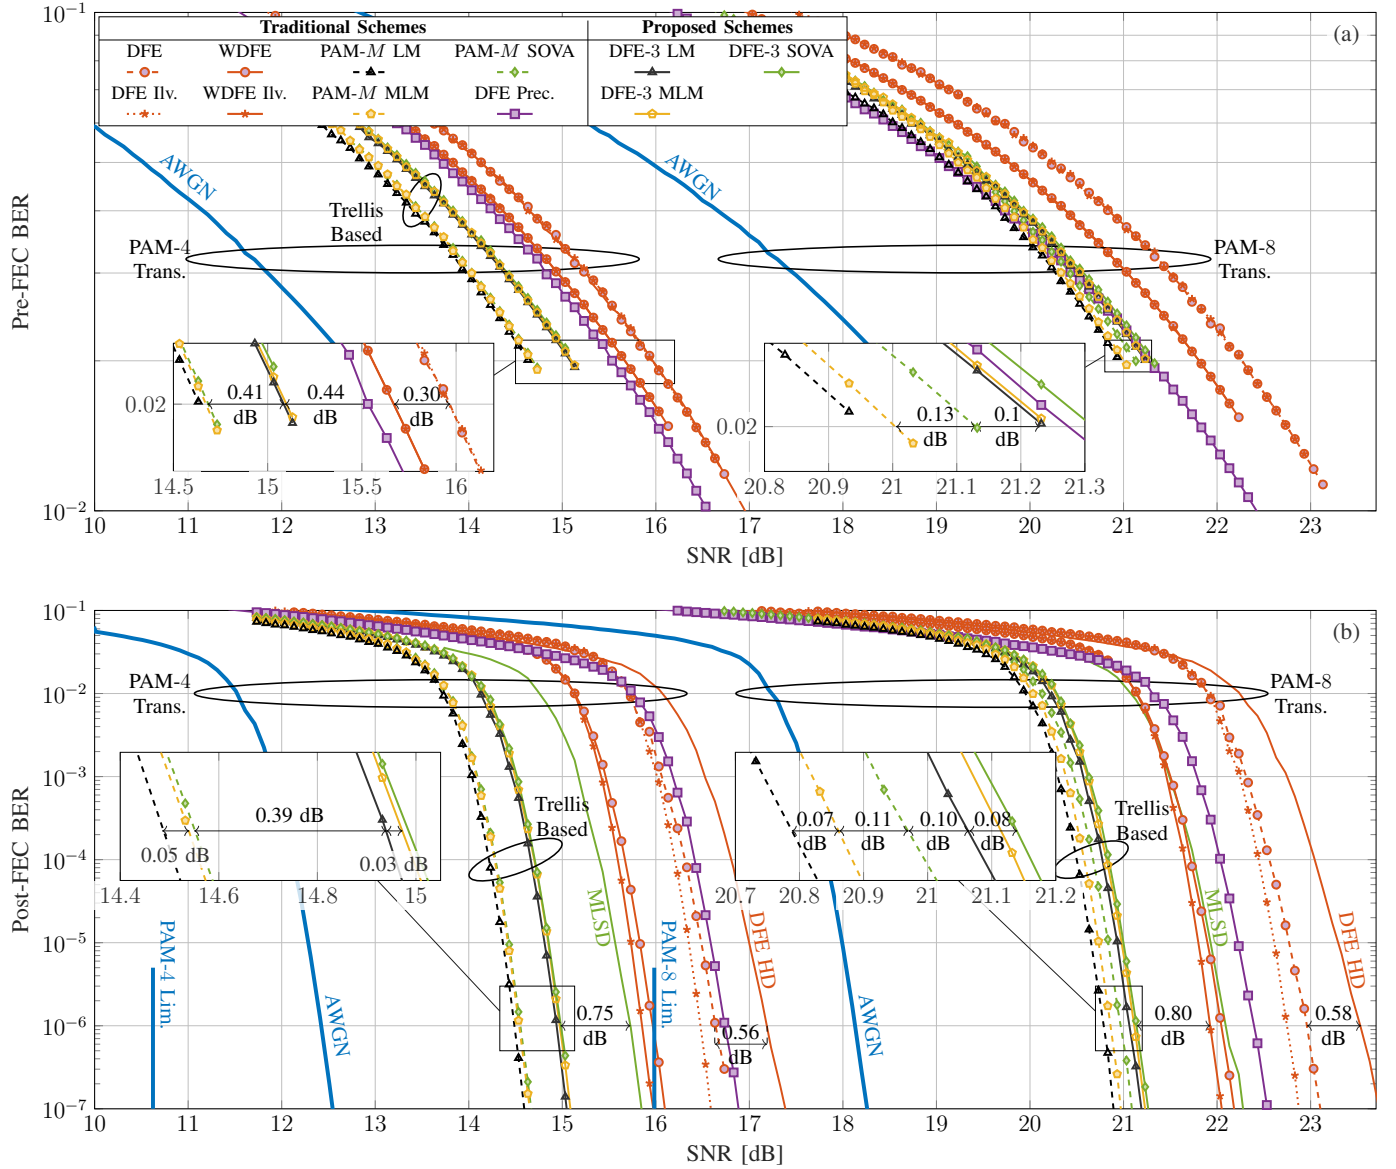 10⁻¹
(a)
Traditional Schemes Proposed Schemes
DFE WDFE PAM-M LM PAM-M SOVA DFE-3 LM DFE-3 SOVA
DFE Ilv. WDFE Ilv. PAM-M MLM DFE Prec. DFE-3 MLM
AWGN
AWGN
Trellis
Based
PAM-4
Trans.
PAM-8
Trans.
Pre-FEC BER
0.02
0.41
dB
0.44
dB
0.30
dB
14.5 15 15.5 16
0.02
0.13
dB
0.1
dB
20.8 20.9 21 21.1 21.2 21.3
10⁻²
10 11 12 13 14 15 16 17 18 19 20 21 22 23
SNR [dB]
10⁻¹
(b)
10⁻²
PAM-4
Trans.
PAM-8
Trans.
10⁻³
Trellis
Based
Trellis
Based
0.39 dB
0.05 dB
0.03 dB
14.4 14.6 14.8 15
0.07
dB
0.11
dB
0.10
dB
0.08
dB
20.7 20.8 20.9 21 21.1 21.2
Post-FEC BER
10⁻⁴
10⁻⁵
10⁻⁶
10⁻⁷
PAM-4 Lim.
AWGN
MLSD
PAM-8 Lim.
DFE HD
AWGN
MLSD
DFE HD
0.75
dB
0.56
dB
0.80
dB
0.58
dB
10 11 12 13 14 15 16 17 18 19 20 21 22 23
SNR [dB]